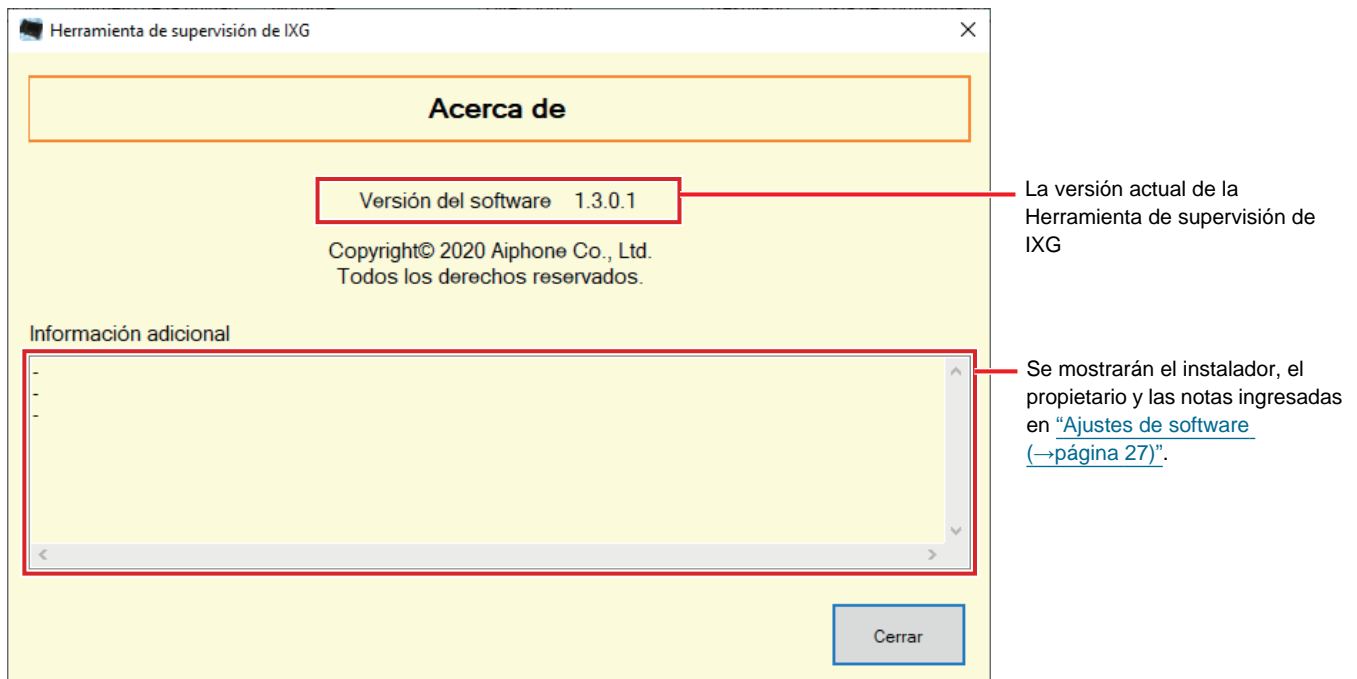 Herramienta de supervisión de IXG
Acerca de
Versión del software 1.3.0.1
Copyright© 2020 Aiphone Co., Ltd.
Todos los derechos reservados.
Información adicional
-
-
-
Cerrar
La versión actual de la
Herramienta de supervisión de
IXG
Se mostrarán el instalador, el
propietario y las notas ingresadas
en “Ajustes de software
(→página 27)”.